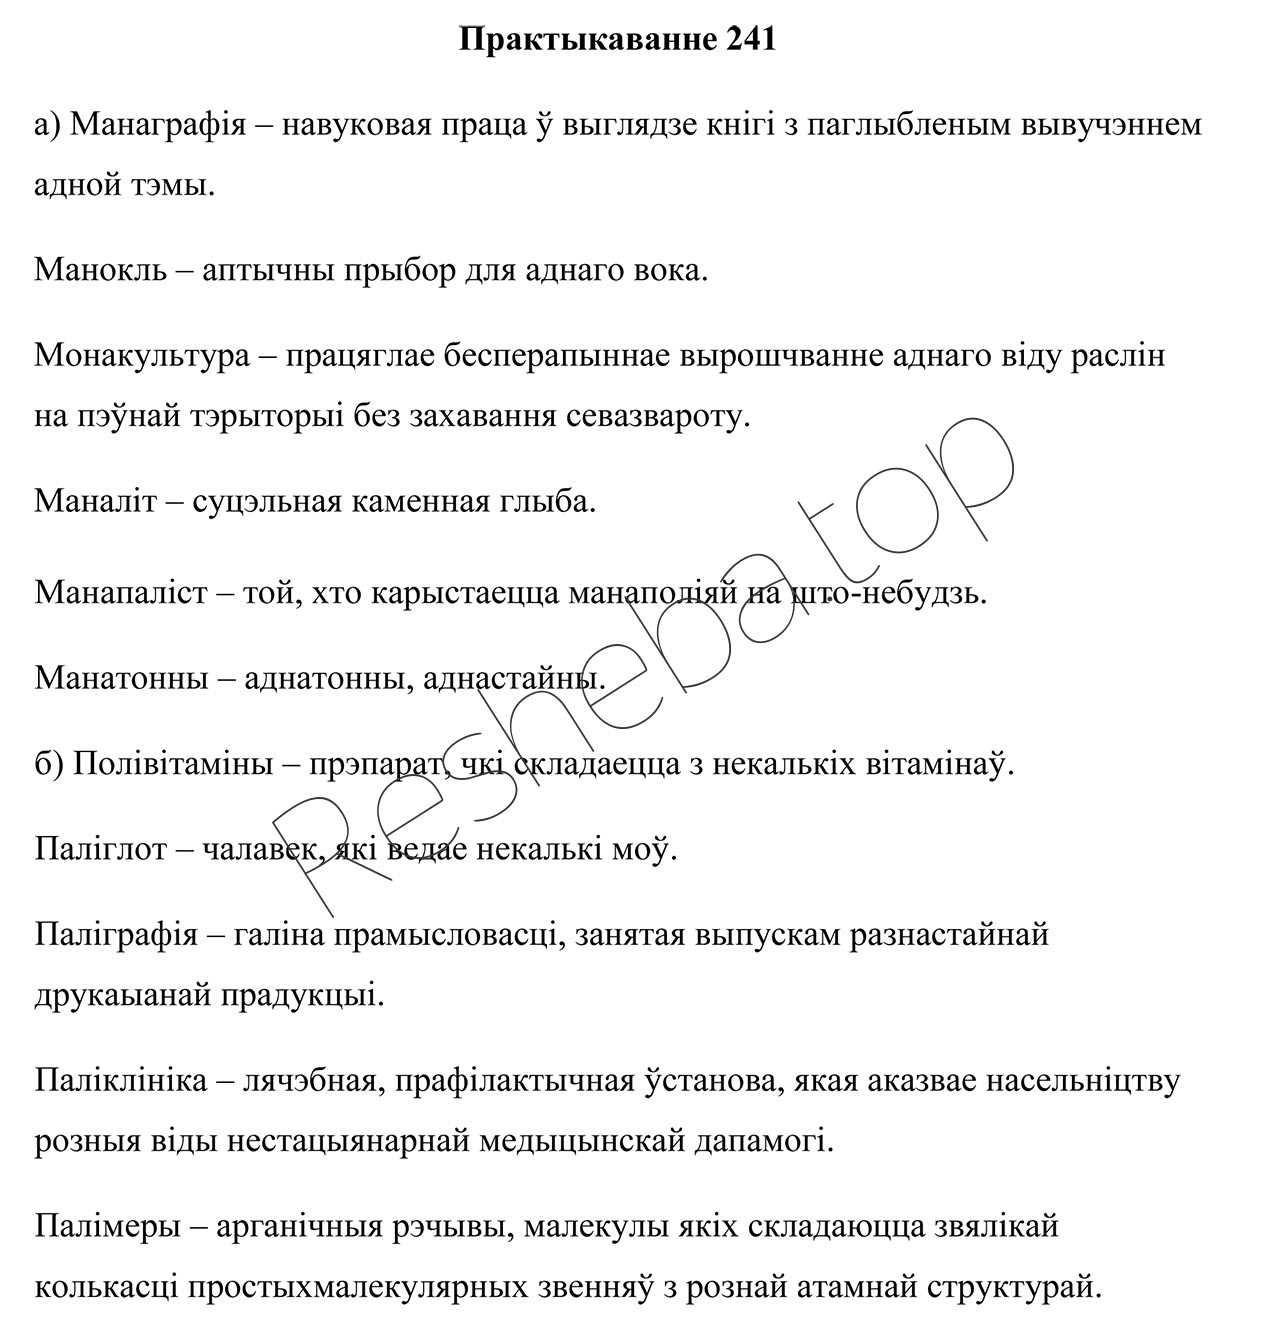 Практыкаванне 241
а) Манаграфія – навуковая праца ў выглядзе кнігі з паглыбленым вывучэннем
адной тэмы.
Манокль – аптычны прыбор для аднаго вока.
Монакультура – працяглае бесперапыннае вырошчванне аднаго віду раслін
на пэўнай тэрыторыі без захавання севазвароту.
Маналіт – суцэльная каменная глыба.
Манапаліст – той, хто карыстаецца манаполіяй на што-небудзь.
Манатонны – аднатонны, аднастайны.
б) Полівітаміны – прэпарат, чкі складаецца з некалькіх вітамінаў.
Паліглот – чалавек, які ведае некалькі моў.
Паліграфія – галіна прамысловасці, занятая выпускам разнастайнай
друкаыанай прадукцыі.
Паліклініка – лячэбная, прафілактычная ўстанова, якая аказвае насельніцтву
розныя віды нестацыянарнай медыцынскай дапамогі.
Палімеры – арганічныя рэчывы, малекулы якіх складаюцца звялікай
колькасці простыхмалекулярных звенняў з рознай атамнай структурай.
Resheba.top